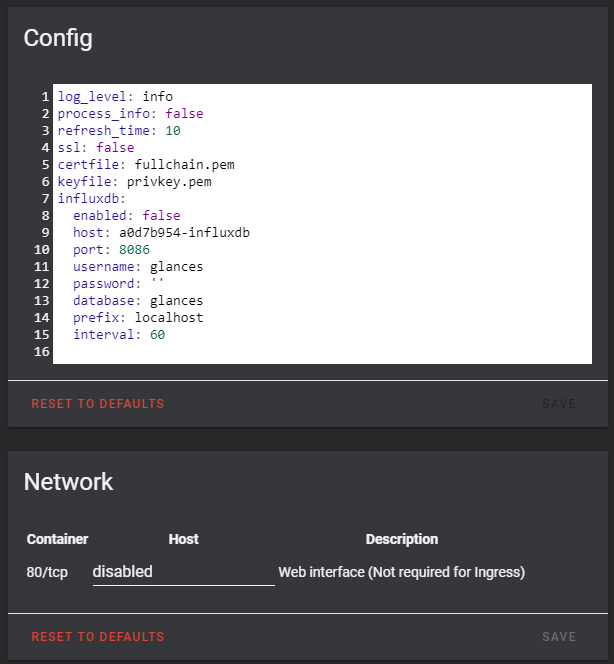 Config
1 log_level: info
2 process_info: false
3 refresh_time: 10
4 ssl: false
5 certfile: fullchain.pem
6 keyfile: privkey.pem
7 influxdb:
8   enabled: false
9   host: a0d7b954-influxdb
10   port: 8086
11   username: glances
12   password: ''
13   database: glances
14   prefix: localhost
15   interval: 60
16
RESET TO DEFAULTS SAVE
Network
Container Host Description
80/tcp disabled Web interface (Not required for Ingress)
RESET TO DEFAULTS SAVE